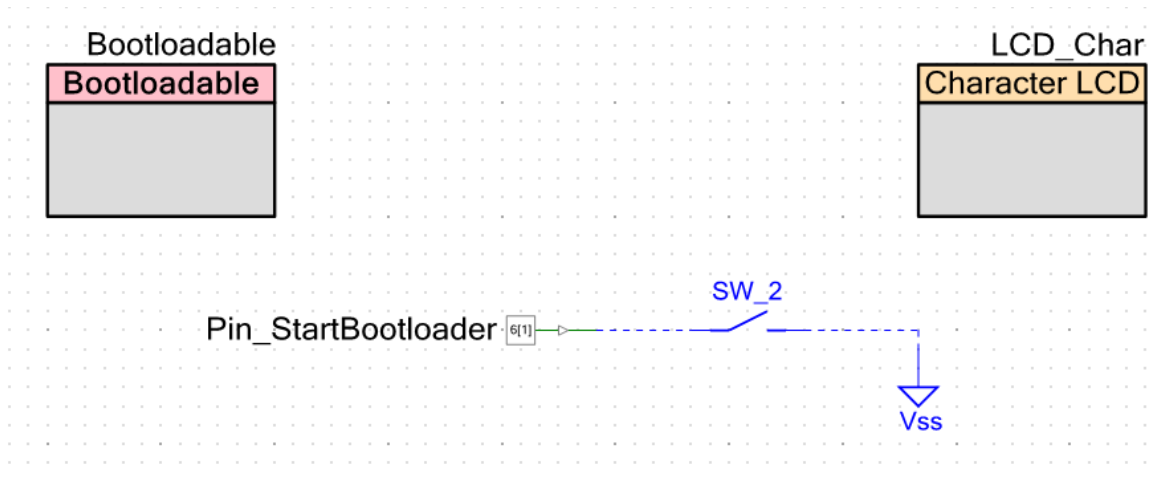 Bootloadable
Bootloadable
LCD_Char
Character LCD
SW_2
Pin_StartBootloader
6[1]
Vss